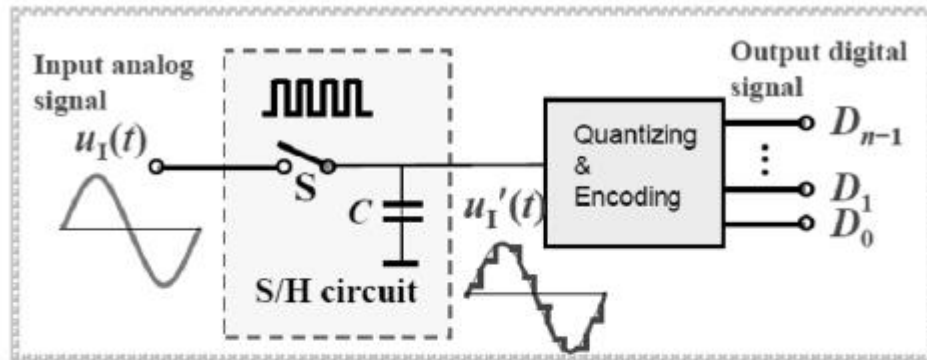 Input analog
signal
u_I(t)
S
C
S/H circuit
u_I'(t)
Quantizing
&
Encoding
Output digital
signal
D_{n-1}
D_1
D_0